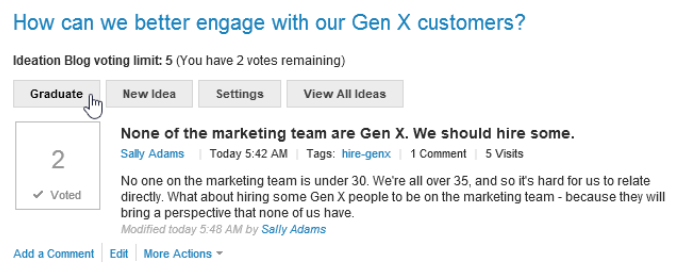 How can we better engage with our Gen X customers?
Ideation Blog voting limit: 5 (You have 2 votes remaining)
Graduate New Idea Settings View All Ideas
None of the marketing team are Gen X. We should hire some.
Sally Adams | Today 5:42 AM | Tags: hire-genx | 1 Comment | 5 Visits
2
✓ Voted
No one on the marketing team is under 30. We're all over 35, and so it's hard for us to relate
directly. What about hiring some Gen X people to be on the marketing team - because they will
bring a perspective that none of us have.
Modified today 5:48 AM by Sally Adams
Add a Comment | Edit | More Actions